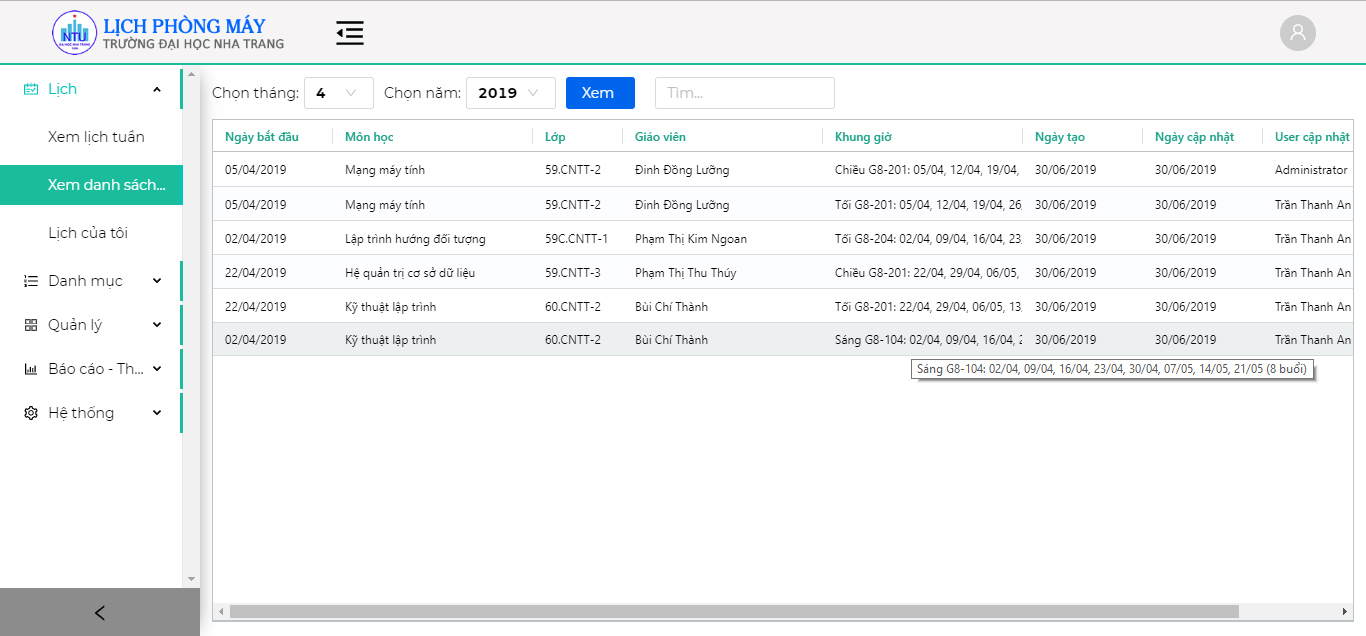 NTU
LỊCH PHÒNG MÁY
TRƯỜNG ĐẠI HỌC NHA TRANG
Lịch
Xem lịch tuần
Xem danh sách...
Lịch của tôi
Danh mục
Quản lý
Báo cáo - Th...
Hệ thống
Chọn tháng: 4 Chọn năm: 2019 Xem Tìm...
Ngày bắt đầu Môn học Lớp Giáo viên Khung giờ Ngày tạo Ngày cập nhật User cập nhật
05/04/2019 Mạng máy tính 59.CNTT-2 Đinh Đồng Lưỡng Chiều G8-201: 05/04, 12/04, 19/04, 30/06/2019 30/06/2019 Administrator
05/04/2019 Mạng máy tính 59.CNTT-2 Đinh Đồng Lưỡng Tối G8-201: 05/04, 12/04, 19/04, 26, 30/06/2019 30/06/2019 Trần Thanh An
02/04/2019 Lập trình hướng đối tượng 59C.CNTT-1 Phạm Thị Kim Ngoan Tối G8-204: 02/04, 09/04, 16/04, 23, 30/06/2019 30/06/2019 Trần Thanh An
22/04/2019 Hệ quản trị cơ sở dữ liệu 59.CNTT-3 Phạm Thị Thu Thúy Chiều G8-201: 22/04, 29/04, 06/05, 30/06/2019 30/06/2019 Trần Thanh An
22/04/2019 Kỹ thuật lập trình 60.CNTT-2 Bùi Chí Thành Tối G8-201: 22/04, 29/04, 06/05, 13, 30/06/2019 30/06/2019 Trần Thanh An
02/04/2019 Kỹ thuật lập trình 60.CNTT-2 Bùi Chí Thành Sáng G8-104: 02/04, 09/04, 16/04, 2 30/06/2019 30/06/2019 Trần Thanh An
Sáng G8-104: 02/04, 09/04, 16/04, 23/04, 30/04, 07/05, 14/05, 21/05 (8 buổi)